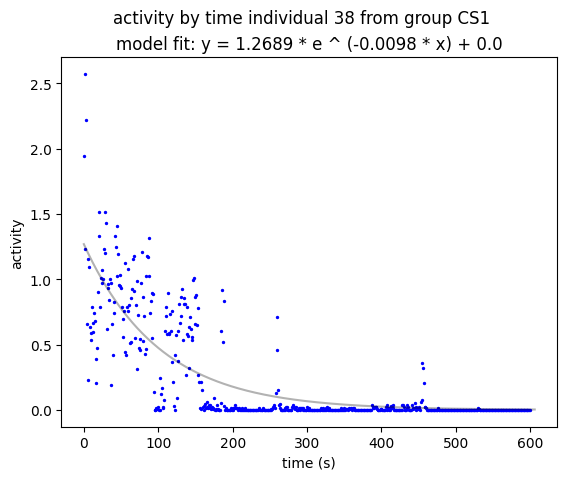 activity by time individual 38 from group CS1
model fit: y = 1.2689 * e ^ (-0.0098 * x) + 0.0
2.5
2.0
1.5
1.0
0.5
0.0
activity
0 100 200 300 400 500 600
time (s)